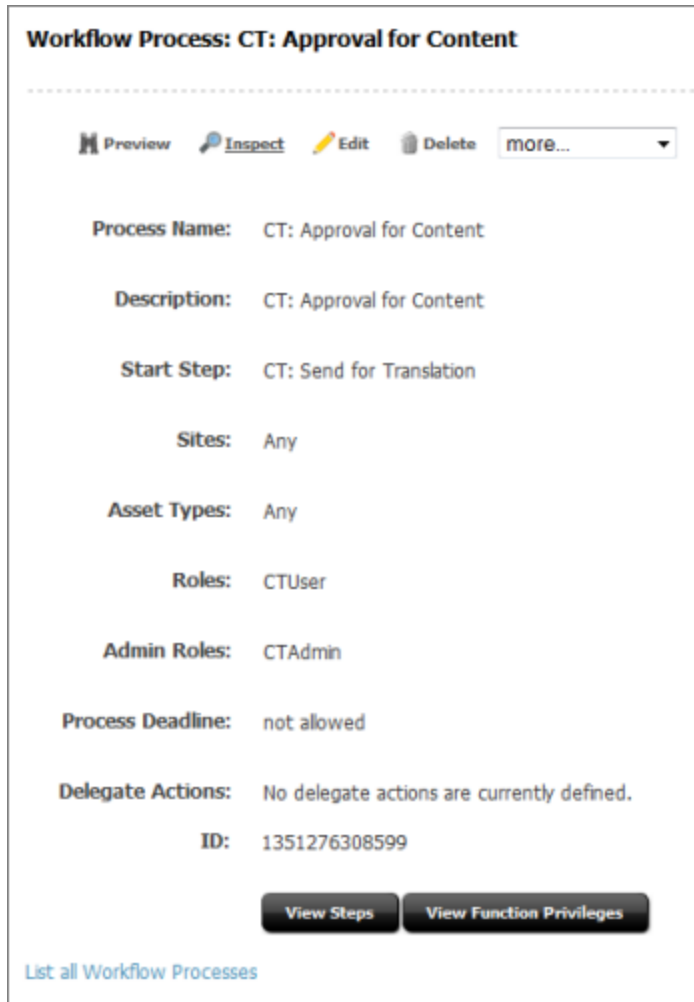 Workflow Process: CT: Approval for Content
Preview Inspect Edit Delete more...
Process Name: CT: Approval for Content
Description: CT: Approval for Content
Start Step: CT: Send for Translation
Sites: Any
Asset Types: Any
Roles: CTUser
Admin Roles: CTAdmin
Process Deadline: not allowed
Delegate Actions: No delegate actions are currently defined.
ID: 1351276308599
View Steps View Function Privileges
List all Workflow Processes